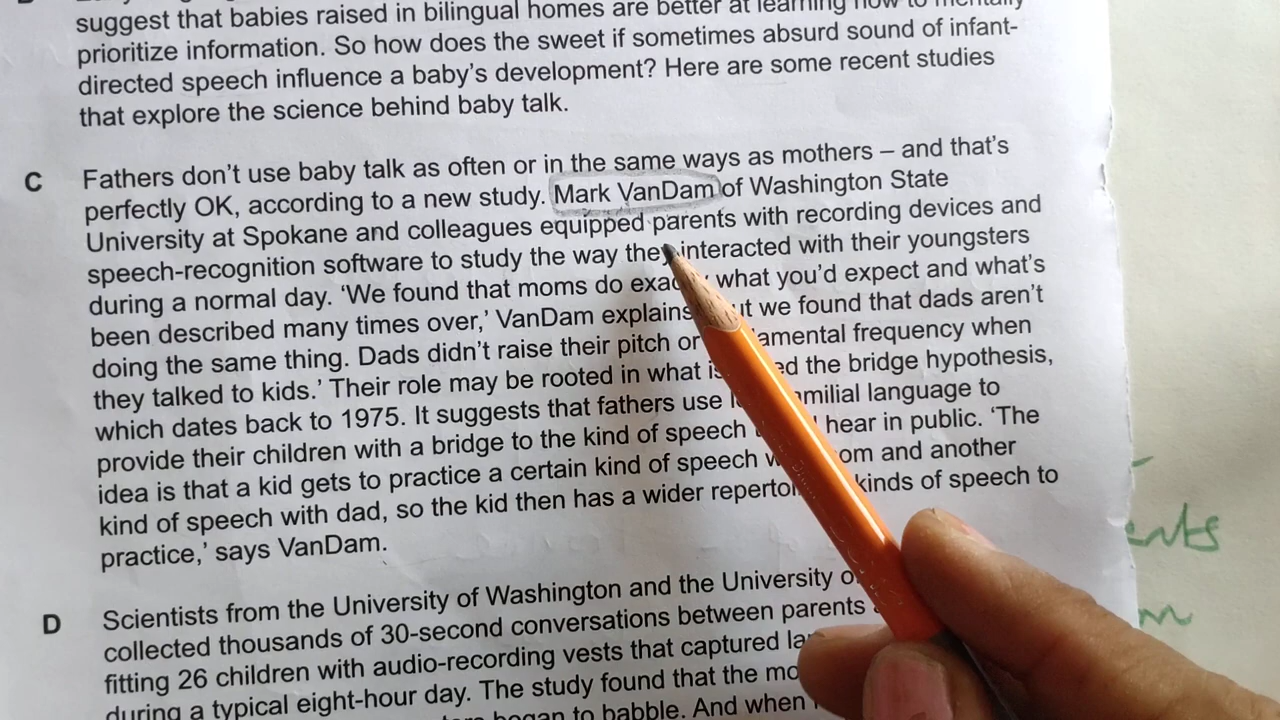 suggest that babies raised in bilingual homes are better at learning how to mentally
prioritize information. So how does the sweet if sometimes absurd sound of infant-
directed speech influence a baby's development? Here are some recent studies
that explore the science behind baby talk.
C Fathers don't use baby talk as often or in the same ways as mothers – and that's
perfectly OK, according to a new study. Mark VanDam of Washington State
University at Spokane and colleagues equipped parents with recording devices and
speech-recognition software to study the way they interacted with their youngsters
during a normal day. 'We found that moms do what you'd expect and what's
been described many times over,' VanDam explains we found that dads aren't
doing the same thing. Dads didn't raise their pitch or frequency when
they talked to kids.' Their role may be rooted in what the bridge hypothesis,
which dates back to 1975. It suggests that fathers use language to
provide their children with a bridge to the kind of speech hear in public. 'The
idea is that a kid gets to practice a certain kind of speech and another
kind of speech with dad, so the kid then has a wider kinds of speech to
practice,' says VanDam.
D Scientists from the University of Washington and the University
collected thousands of 30-second conversations between parents
fitting 26 children with audio-recording vests that captured
during a typical eight-hour day. The study found that the
began to babble. And when